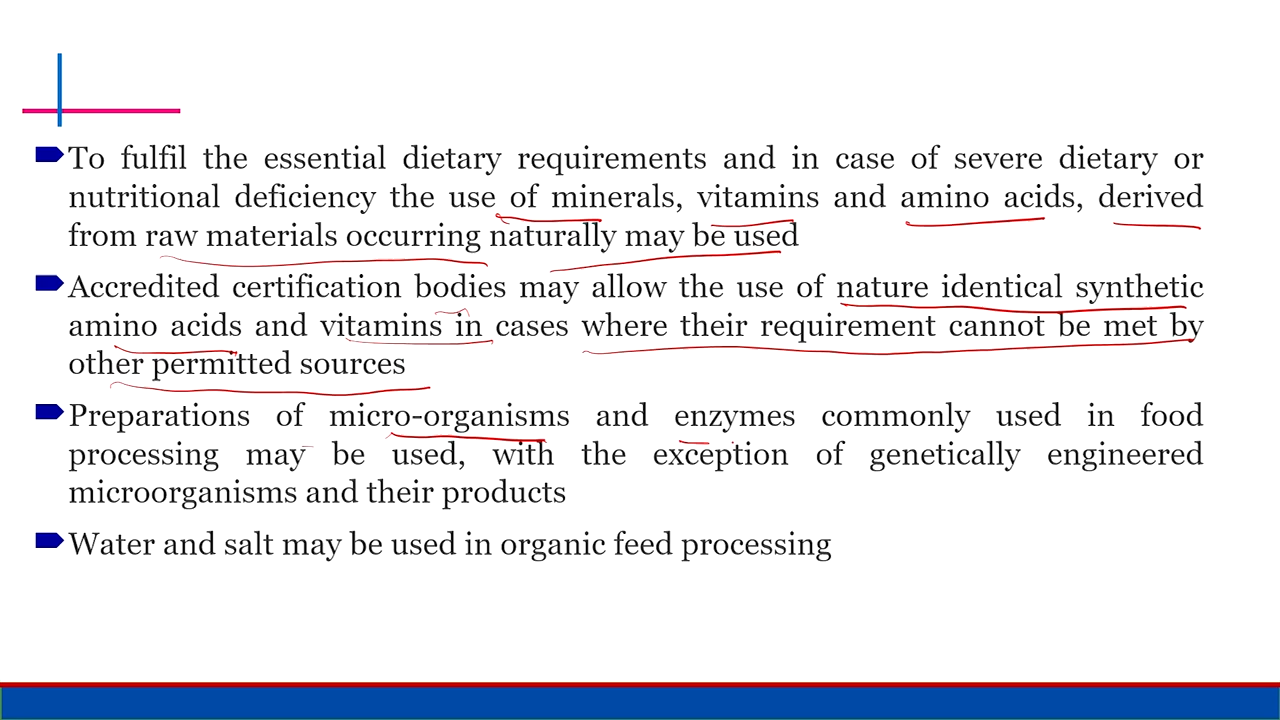 To fulfil the essential dietary requirements and in case of severe dietary or
nutritional deficiency the use of minerals, vitamins and amino acids, derived
from raw materials occurring naturally may be used
Accredited certification bodies may allow the use of nature identical synthetic
amino acids and vitamins in cases where their requirement cannot be met by
other permitted sources
Preparations of micro-organisms and enzymes commonly used in food
processing may be used, with the exception of genetically engineered
microorganisms and their products
Water and salt may be used in organic feed processing